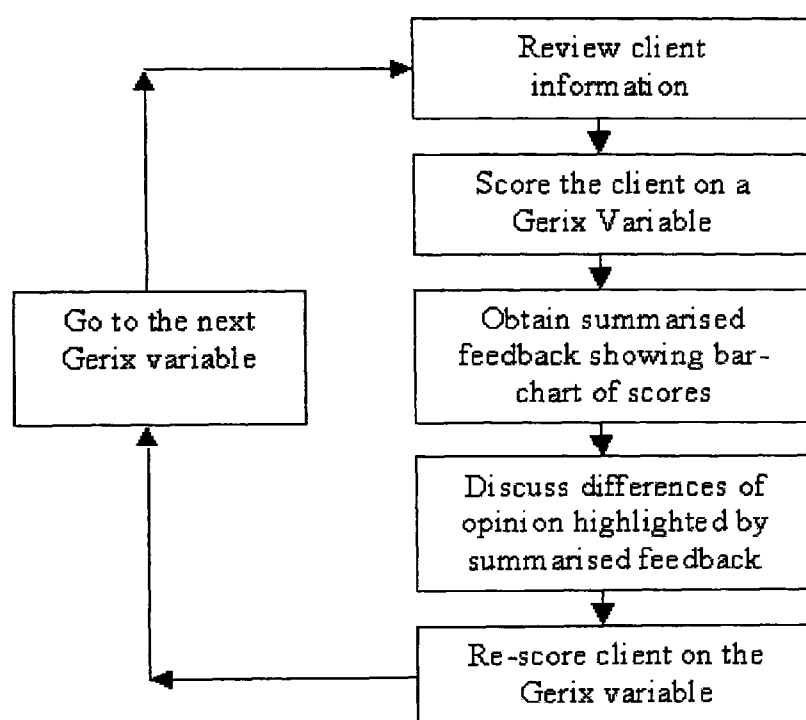 Review client
information
Score the client on a
Gerix Variable
Obtain summarised
feedback showing bar-
chart of scores
Discuss differences of
opinion highlighted by
summarised feedback
Re-score client on the
Gerix variable
Go to the next
Gerix variable